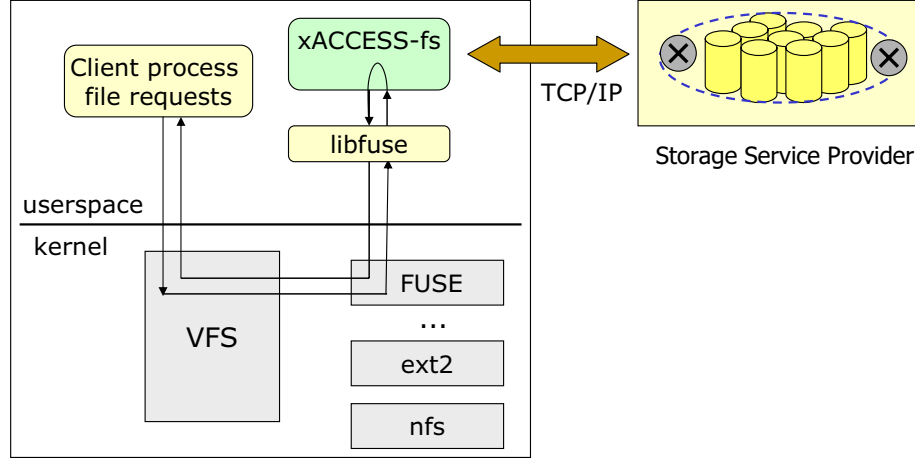 xACCESS-fs
Client process
file requests
TCP/IP
libfuse
Storage Service Provider
userspace
kernel
VFS
FUSE
...
ext2
nfs